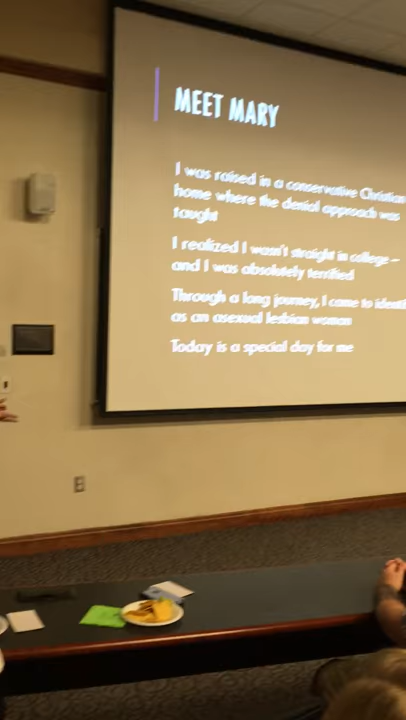 MEET MARY
I was raised in a conservative Christian
home where the denial approach was
taught
I realized I wasn't straight in college –
and I was absolutely terrified
Through a long journey, I came to identi
as an asexual lesbian woman
Today is a special day for me